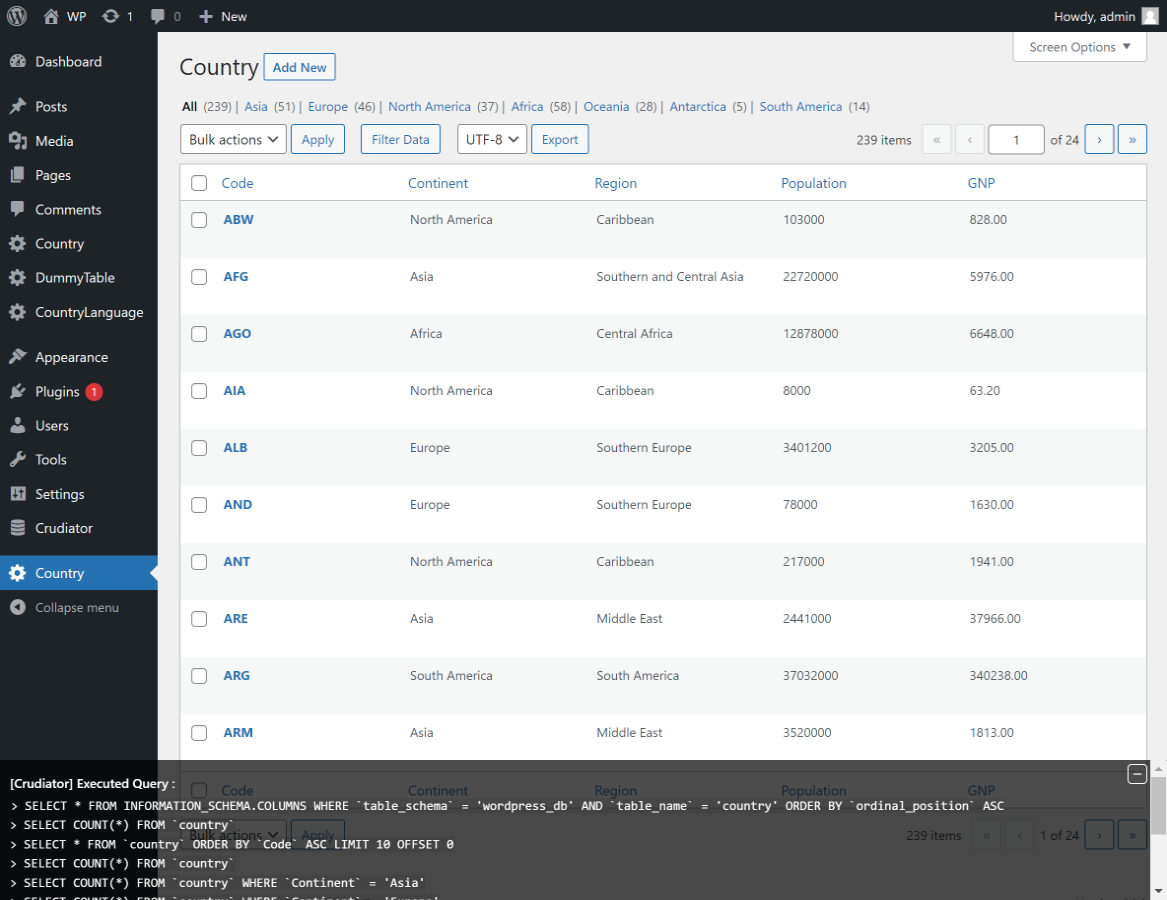 WP 1 0 New Howdy, admin
Screen Options ▼
Dashboard
Posts
Media
Pages
Comments
Country
DummyTable
CountryLanguage
Appearance
Plugins 1
Users
Tools
Settings
Crudiator
Country
Collapse menu
Country Add New
All (239) | Asia (51) | Europe (46) | North America (37) | Africa (58) | Oceania (28) | Antarctica (5) | South America (14)
Bulk actions Apply Filter Data UTF-8 Export 239 items « ‹ 1 of 24 › »
Code Continent Region Population GNP
ABW North America Caribbean 103000 828.00
AFG Asia Southern and Central Asia 22720000 5976.00
AGO Africa Central Africa 12878000 6648.00
AIA North America Caribbean 8000 63.20
ALB Europe Southern Europe 3401200 3205.00
AND Europe Southern Europe 78000 1630.00
ANT North America Caribbean 217000 1941.00
ARE Asia Middle East 2441000 37966.00
ARG South America South America 37032000 340238.00
ARM Asia Middle East 3520000 1813.00
Code Continent Region Population GNP
Bulk actions Apply 239 items « ‹ 1 of 24 › »
[Crudiator] Executed Query :
> SELECT * FROM INFORMATION_SCHEMA.COLUMNS WHERE `table_schema` = 'wordpress_db' AND `table_name` = 'country' ORDER BY `ordinal_position` ASC
> SELECT COUNT(*) FROM `country`
> SELECT * FROM `country` ORDER BY `Code` ASC LIMIT 10 OFFSET 0
> SELECT COUNT(*) FROM `country`
> SELECT COUNT(*) FROM `country` WHERE `Continent` = 'Asia'
> SELECT COUNT(*) FROM `country` WHERE `Continent` = 'Europe'